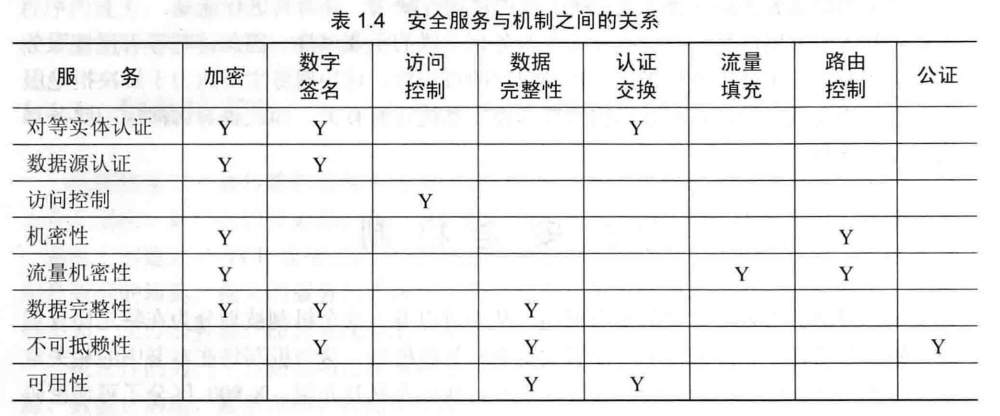 表 1.4 安全服务与机制之间的关系
服 务 加密 数字签名 访问控制 数据完整性 认证交换 流量填充 路由控制 公证
对等实体认证 Y Y Y
数据源认证 Y Y
访问控制 Y
机密性 Y Y
流量机密性 Y Y Y
数据完整性 Y Y
不可抵赖性 Y Y Y
可用性 Y Y